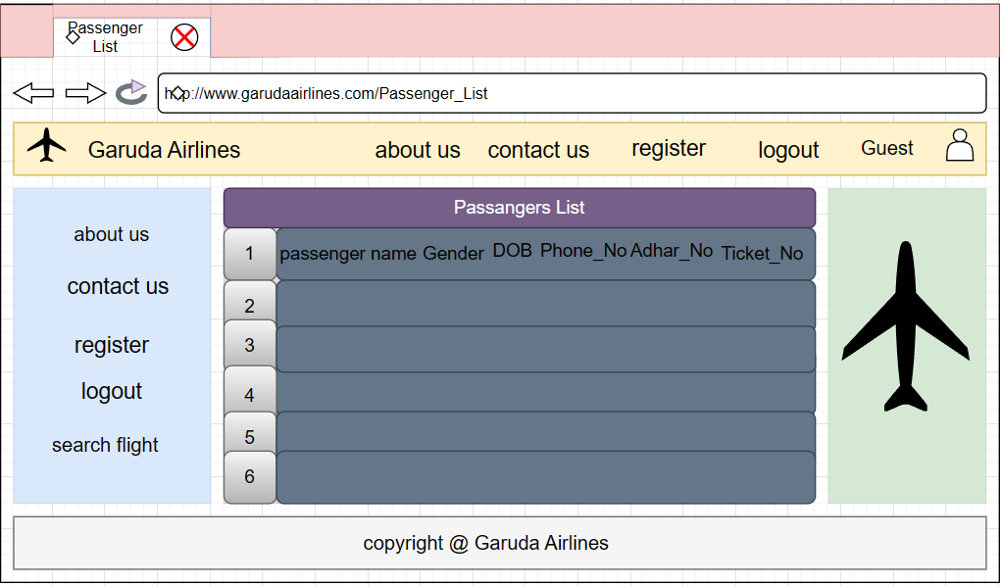 Passenger
List
http://www.garudaairlines.com/Passenger_List
Garuda Airlines about us contact us register logout Guest
about us
contact us
register
logout
search flight
Passangers List
1 passenger name Gender DOB Phone_No Adhar_No Ticket_No
2
3
4
5
6
copyright @ Garuda Airlines